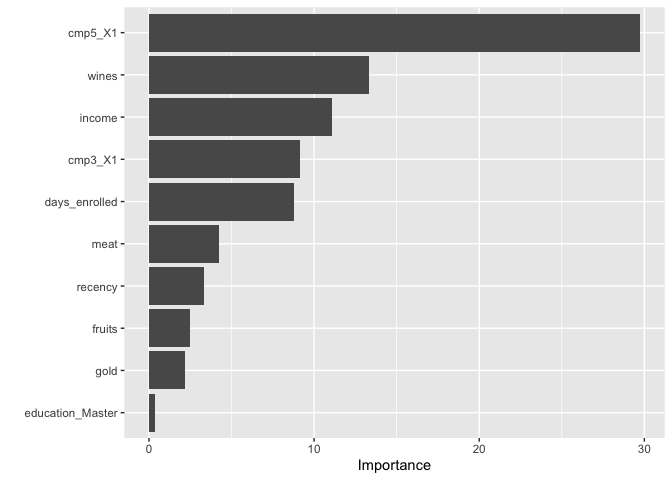 cmp5_X1
wines
income
cmp3_X1
days_enrolled
meat
recency
fruits
gold
education_Master
0 10 20 30
Importance